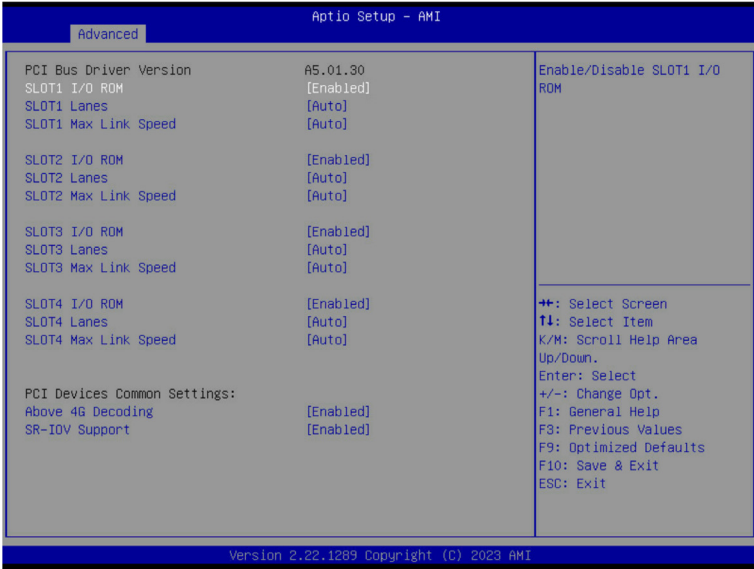 Aptio Setup – AMI
Advanced
PCI Bus Driver Version A5.01.30
SLOT1 I/O ROM [Enabled]
SLOT1 Lanes [Auto]
SLOT1 Max Link Speed [Auto]
SLOT2 I/O ROM [Enabled]
SLOT2 Lanes [Auto]
SLOT2 Max Link Speed [Auto]
SLOT3 I/O ROM [Enabled]
SLOT3 Lanes [Auto]
SLOT3 Max Link Speed [Auto]
SLOT4 I/O ROM [Enabled]
SLOT4 Lanes [Auto]
SLOT4 Max Link Speed [Auto]
PCI Devices Common Settings:
Above 4G Decoding [Enabled]
SR-IOV Support [Enabled]
Enable/Disable SLOT1 I/O
ROM
→←: Select Screen
↑↓: Select Item
K/M: Scroll Help Area
Up/Down.
Enter: Select
+/-: Change Opt.
F1: General Help
F3: Previous Values
F9: Optimized Defaults
F10: Save & Exit
ESC: Exit
Version 2.22.1289 Copyright (C) 2023 AMI